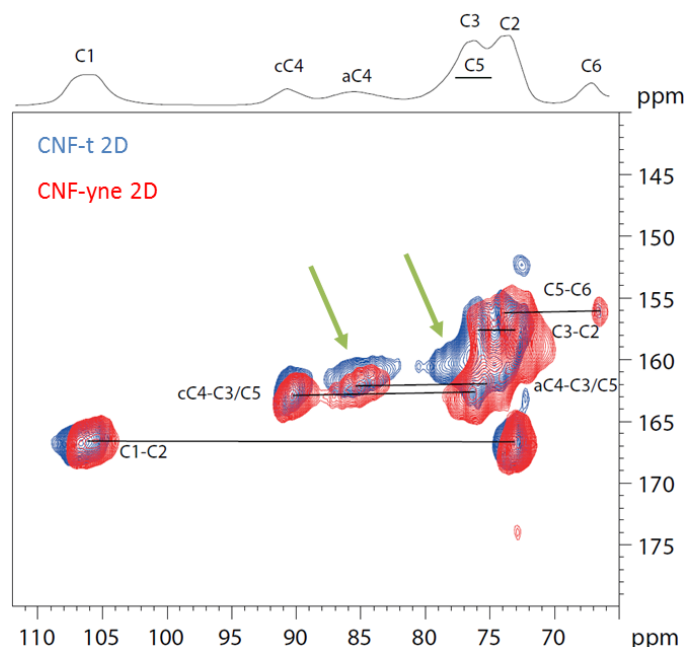 C3
C2
C1
C5
cC4
aC4
C6
ppm
CNF-t 2D
CNF-yne 2D
145
150
C5-C6
155
C3-C2
160
cC4-C3/C5
aC4-C3/C5
165
C1-C2
170
175
110 105 100 95 90 85 80 75 70 ppm